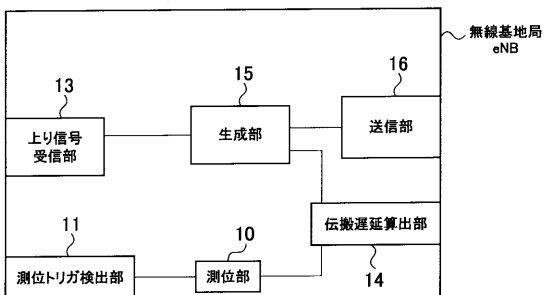 無線基地局
eNB
13
15
16
上り信号
受信部
生成部
送信部
11
10
伝搬遅延算出部
測位トリガ検出部
測位部
14